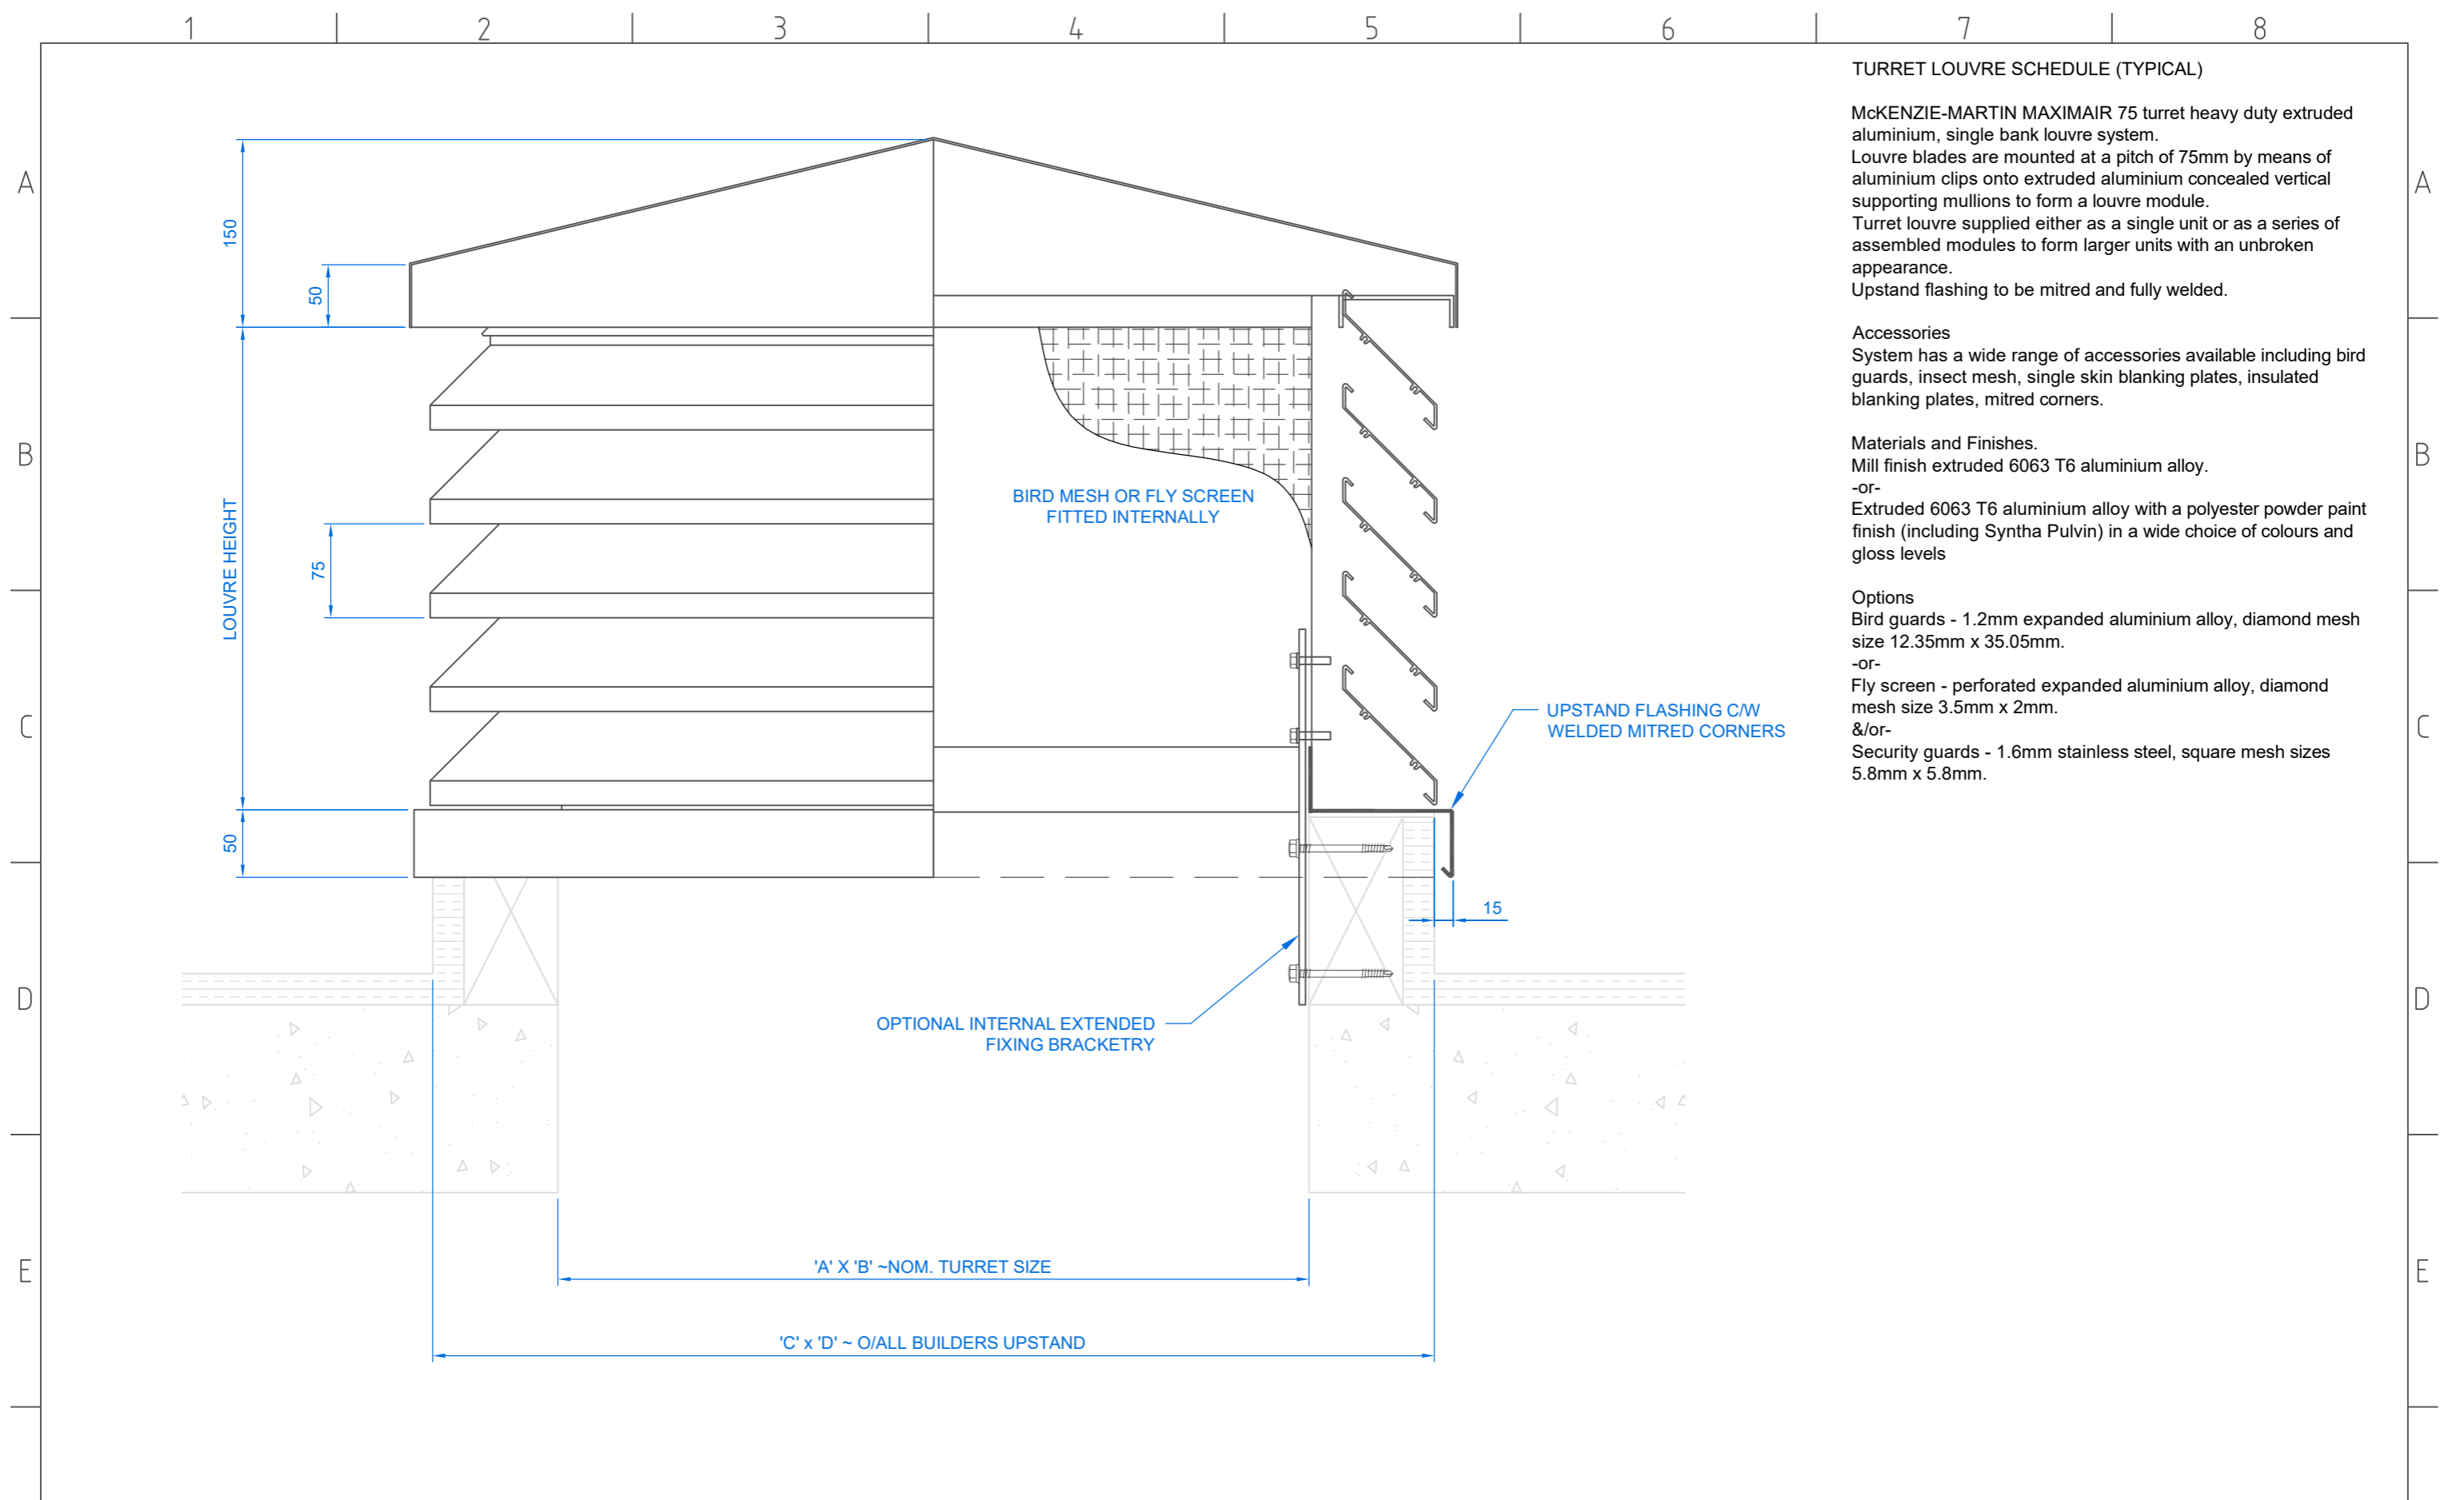 1 2 3 4 5 6 7 8
TURRET LOUVRE SCHEDULE (TYPICAL)
McKENZIE-MARTIN MAXIMAIR 75 turret heavy duty extruded
aluminium, single bank louvre system.
Louvre blades are mounted at a pitch of 75mm by means of
aluminium clips onto extruded aluminium concealed vertical
supporting mullions to form a louvre module.
Turret louvre supplied either as a single unit or as a series of
assembled modules to form larger units with an unbroken
appearance.
Upstand flashing to be mitred and fully welded.
Accessories
System has a wide range of accessories available including bird
guards, insect mesh, single skin blanking plates, insulated
blanking plates, mitred corners.
Materials and Finishes.
Mill finish extruded 6063 T6 aluminium alloy.
-or-
Extruded 6063 T6 aluminium alloy with a polyester powder paint
finish (including Syntha Pulvin) in a wide choice of colours and
gloss levels
Options
Bird guards - 1.2mm expanded aluminium alloy, diamond mesh
size 12.35mm x 35.05mm.
-or-
Fly screen - perforated expanded aluminium alloy, diamond
mesh size 3.5mm x 2mm.
&/or-
Security guards - 1.6mm stainless steel, square mesh sizes
5.8mm x 5.8mm.
A
A
150
50
B
B
BIRD MESH OR FLY SCREEN
FITTED INTERNALLY
LOUVRE HEIGHT
75
C
C
UPSTAND FLASHING C/W
WELDED MITRED CORNERS
50
15
D
D
OPTIONAL INTERNAL EXTENDED
FIXING BRACKETRY
E
E
'A' X 'B' ~NOM. TURRET SIZE
'C' x 'D' ~ O/ALL BUILDERS UPSTAND